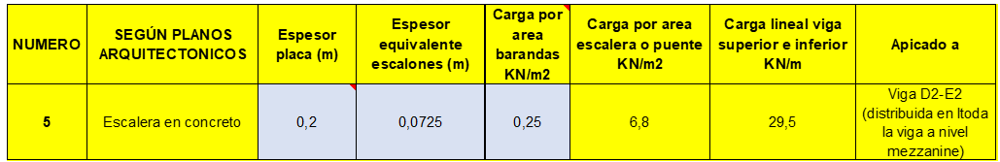 NUMERO
SEGÚN PLANOS
ARQUITECTONICOS
Espesor
placa (m)
Espesor
equivalente
escalones (m)
Carga por
area
barandas
KN/m2
Carga por area
escalera o puente
KN/m2
Carga lineal viga
superior e inferior
KN/m
Apicado a
5
Escalera en concreto
0,2
0,0725
0,25
6,8
29,5
Viga D2-E2
(distribuida en ltoda
la viga a nivel
mezzanine)